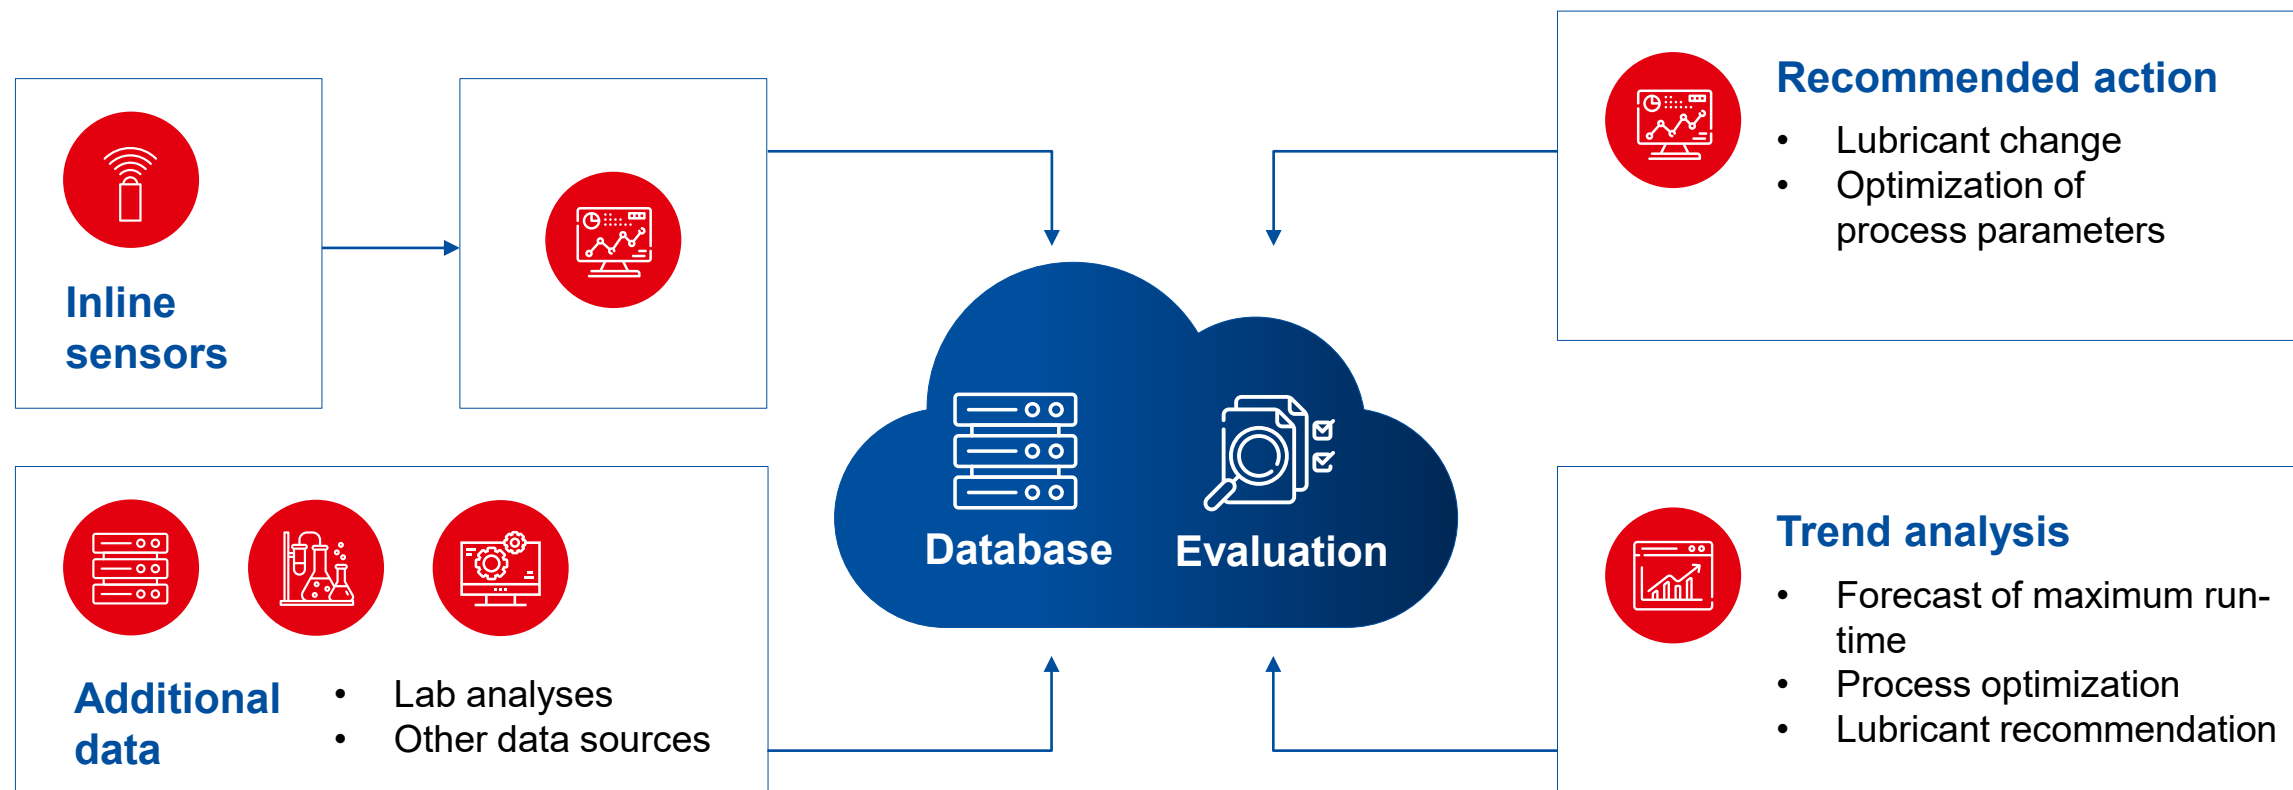 Inline
sensors
Additional
data
• Lab analyses
• Other data sources
Database
Evaluation
Recommended action
• Lubricant change
• Optimization of
process parameters
Trend analysis
• Forecast of maximum run-
time
• Process optimization
• Lubricant recommendation